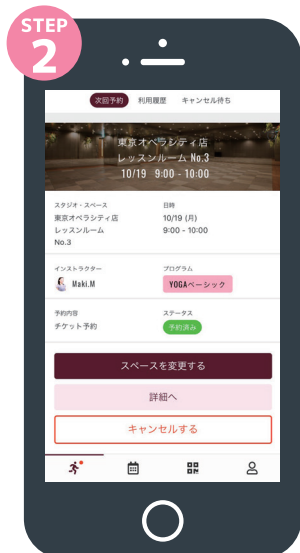 STEP
2
次回予約 利用履歴 キャンセル待ち
東京オペラシティ店
レッスンルーム No.3
10/19 9:00 - 10:00
スタジオ・スペース 日時
東京オペラシティ店 10/19 (月)
レッスンルーム 9:00 - 10:00
No.3
インストラクター プログラム
Maki.M YOGAベーシック
予約内容 ステータス
チケット予約 予約済み
スペースを変更する
詳細へ
キャンセルする